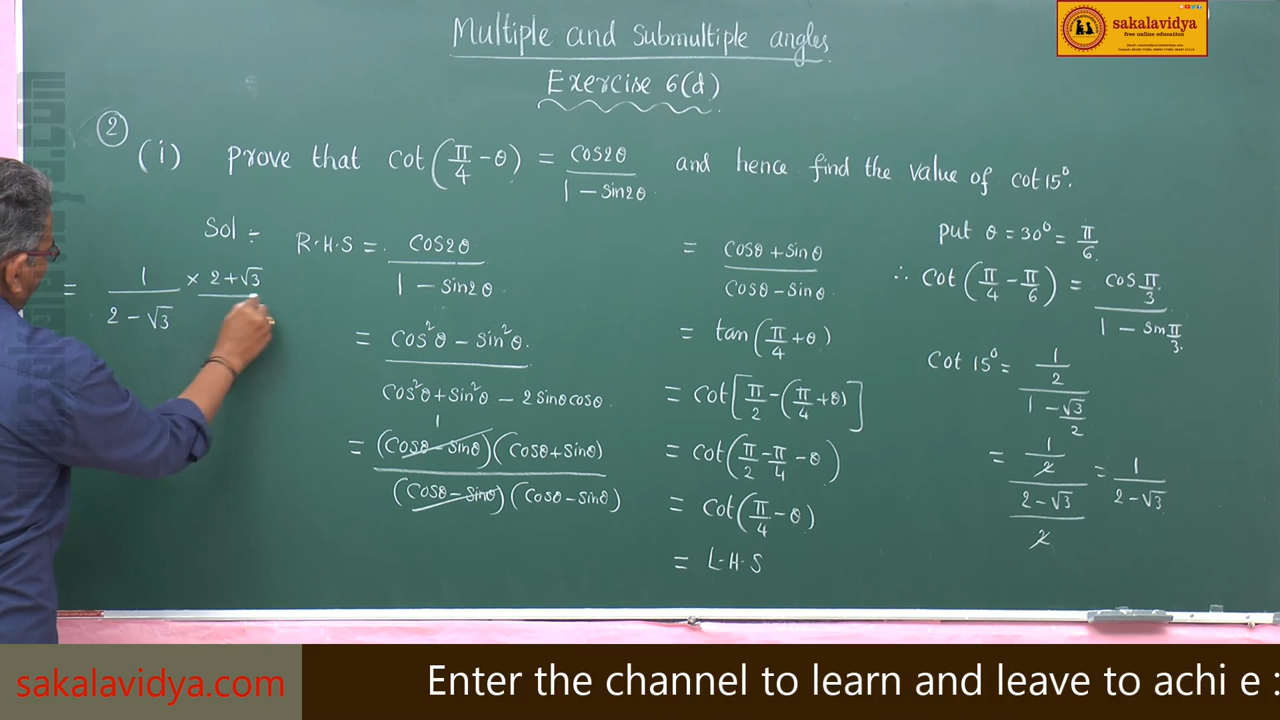 Multiple and Submultiple angles
Exercise 6(d)
sakalavidya
free online education
② (i) Prove that cot(π/4 - θ) = cos2θ/(1 - sin2θ) and hence find the value of cot15°.
Sol :-
R.H.S = cos2θ/(1 - sin2θ)
= (cos²θ - sin²θ)/(cos²θ + sin²θ - 2 sinθ cosθ)
= (cosθ - sinθ)(cosθ + sinθ)/(cosθ - sinθ)(cosθ - sinθ)
1
= (cosθ + sinθ)/(cosθ - sinθ)
= tan(π/4 + θ)
= cot[π/2 - (π/4 + θ)]
= cot(π/2 - π/4 - θ)
= cot(π/4 - θ)
= L.H.S
put θ = 30° = π/6.
∴ cot(π/4 - π/6) = cos π/3/(1 - sin π/3)
cot 15° = (1/2)/(1 - √3/2)
= (1/2)/((2 - √3)/2) = 1/(2 - √3)
= 1/(2 - √3) × 2 + √3
sakalavidya.com
Enter the channel to learn and leave to achi e :